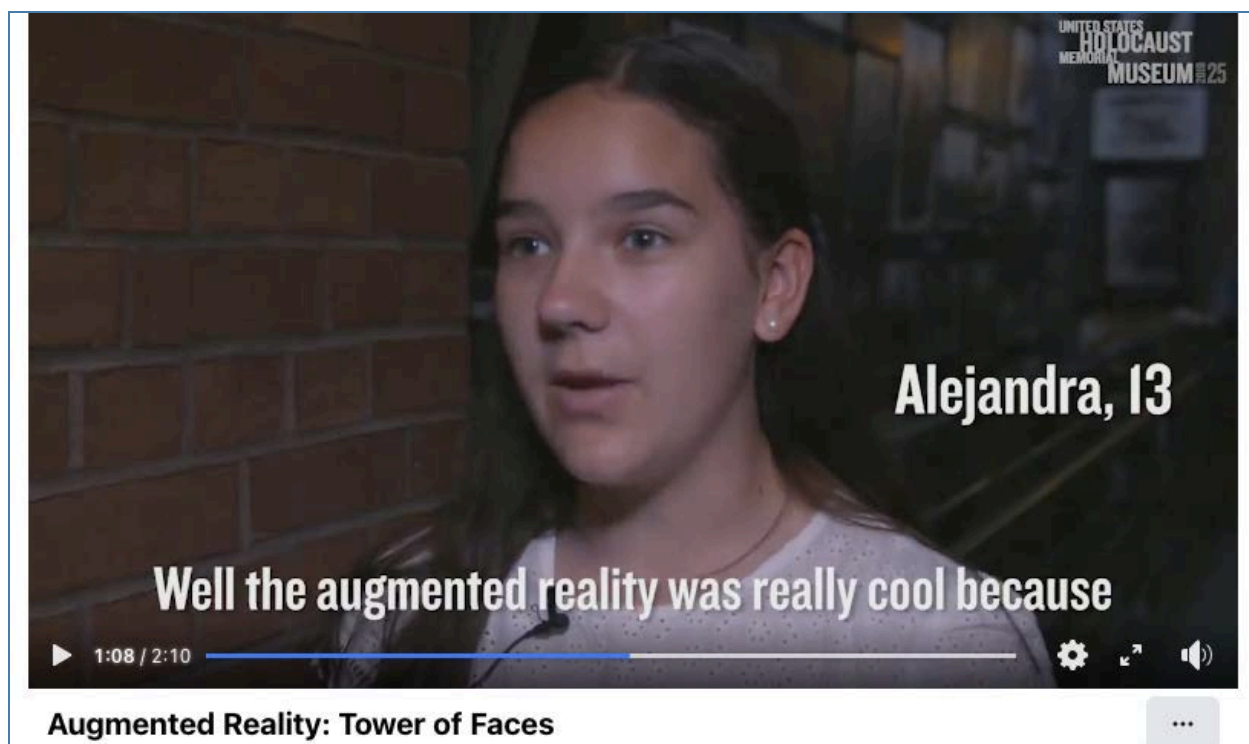 UNITED STATES
HOLOCAUST
MEMORIAL
MUSEUM 25
Alejandra, 13
Well the augmented reality was really cool because
1:08 / 2:10
Augmented Reality: Tower of Faces
...